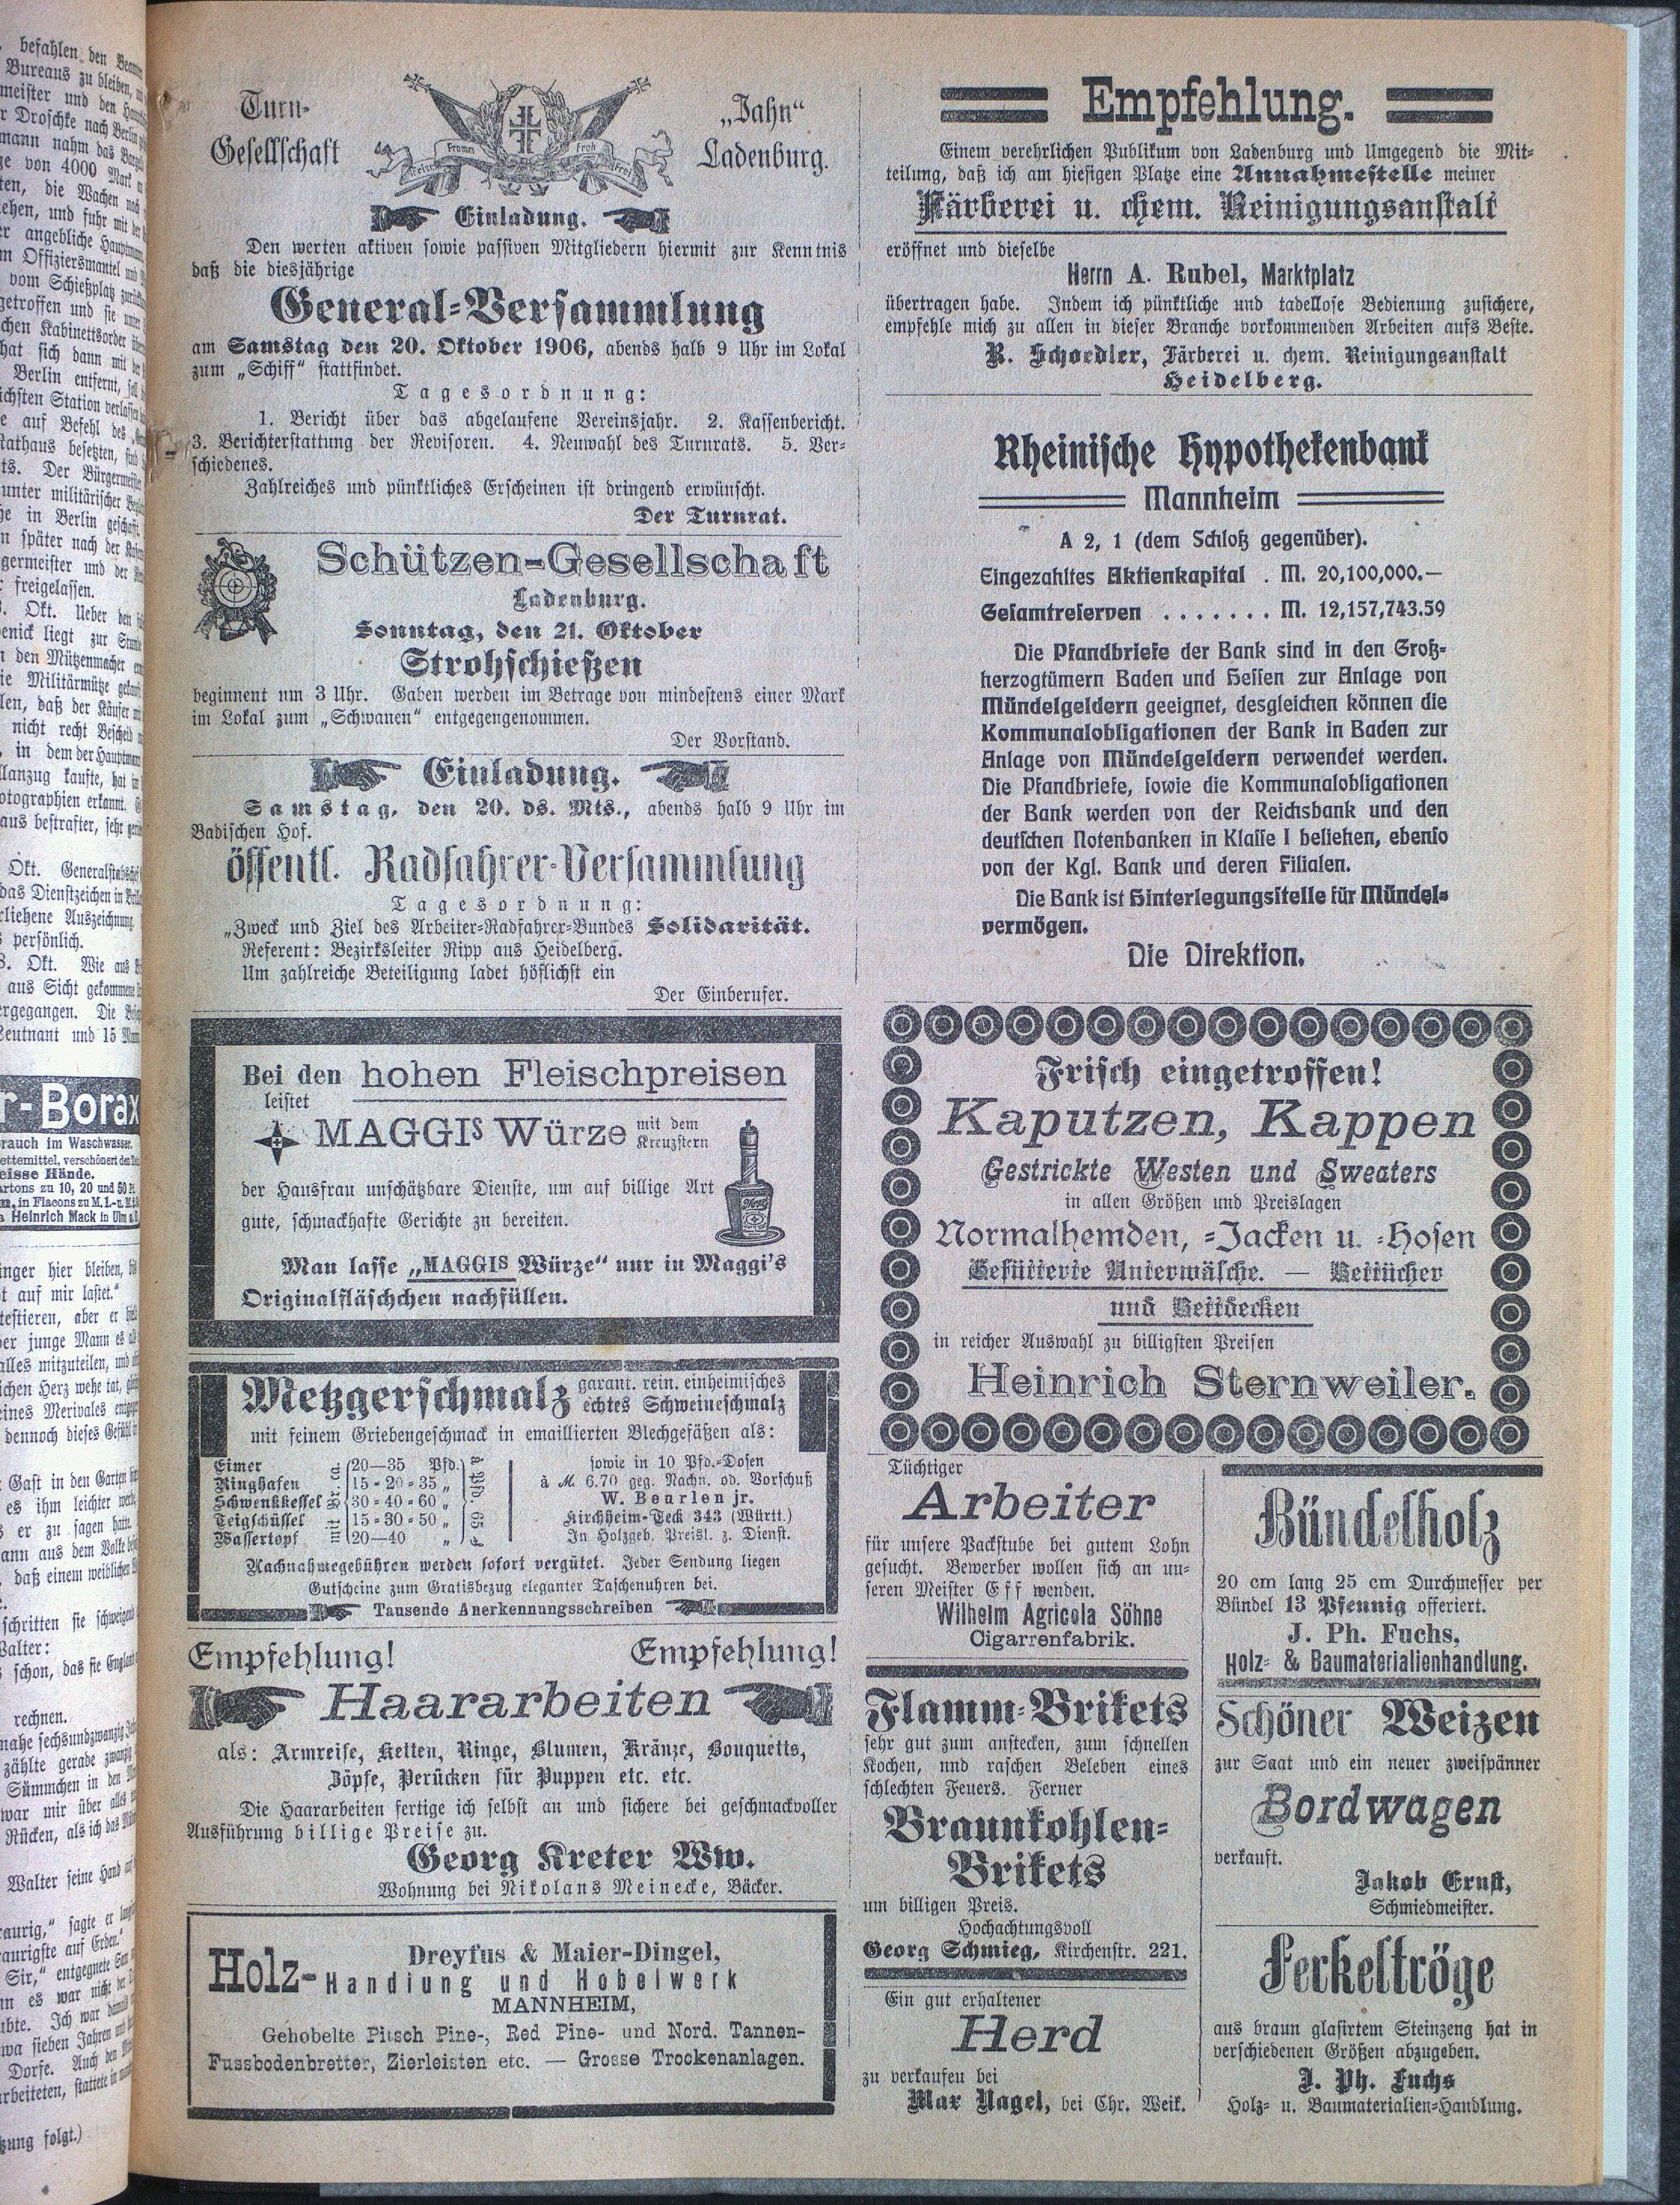 Turn-
Gesellschaft
„Jahn“
Ladenburg.
Fromm
Froh
Frei
Einladung.
Den werten aktiven sowie passiven Mitgliedern hiermit zur Kenntnis
daß die diesjährige
General-Versammlung
am Samstag den 20. Oktober 1906, abends halb 9 Uhr im Lokal
zum „Schiff“ stattfindet.
Tagesordnung:
1. Bericht über das abgelaufene Vereinsjahr. 2. Kassenbericht.
3. Berichterstattung der Revisoren. 4. Neuwahl des Turnrats. 5. Ver-
schiedenes.
Zahlreiches und pünktliches Erscheinen ist dringend erwünscht.
Der Turnrat.
Schützen-Gesellschaft
Ladenburg.
Sonntag, den 21. Oktober
Strohschießen
beginnent um 3 Uhr. Gaben werden im Betrage von mindestens einer Mark
im Lokal zum „Schwanen“ entgegengenommen.
Der Vorstand.
Einladung.
Samstag, den 20. ds. Mts., abends halb 9 Uhr im
Badischen Hof.
öffentl. Radfahrer-Versammlung
Tagesordnung:
„Zweck und Ziel des Arbeiter-Radfahrer-Bundes Solidarität.
Referent: Bezirksleiter Ripp aus Heidelberg.
Um zahlreiche Beteiligung ladet höflichst ein
Der Einberufer.
Bei den hohen Fleischpreisen
leistet
MAGGIs Würze mit dem
Kreuzstern
der Hausfrau unschätzbare Dienste, um auf billige Art
gute, schmackhafte Gerichte zu bereiten.
Man lasse „MAGGIs Würze“ nur in Maggi's
Originalfläschchen nachfüllen.
Metzgerschmalz garant. rein. einheimisches
echtes Schweineschmalz
mit feinem Griebengeschmack in emaillierten Blechgefäßen als:
Eimer 20—35 Pfd.
Ringhafen 15-20-35 „
Schwenkkessel 30-40-60 „
Teigschüssel 15-30-50 „
Wassertopf 20—40 „
mit Br. ca.
sowie in 10 Pfd.-Dosen
à M. 6.70 geg. Nachn. od. Vorschuß
W. Beurlen jr.
Kirchheim-Teck 343 (Württ.)
In Holzgeb. Preisl. z. Dienst.
Nachnahmegebühren werden sofort vergütet. Jeder Sendung liegen
Gutscheine zum Gratisbezug eleganter Taschenuhren bei.
Tausende Anerkennungsschreiben
Empfehlung! Empfehlung!
Haararbeiten
als: Armreife, Ketten, Ringe, Blumen, Kränze, Bouquetts,
Zöpfe, Perücken für Puppen etc. etc.
Die Haararbeiten fertige ich selbst an und sichere bei geschmackvoller
Ausführung billige Preise zu.
Georg Kreter Ww.
Wohnung bei Nikolaus Meinecke, Bäcker.
Dreyfus & Maier-Dingel,
Holz-Handlung und Hobelwerk
MANNHEIM,
Gehobelte Pitsch Pine-, Red Pine- und Nord. Tannen-
Fussbodenbretter, Zierleisten etc. — Grosse Trockenanlagen.
Empfehlung.
Einem verehrlichen Publikum von Ladenburg und Umgegend die Mit-
teilung, daß ich am hiesigen Platze eine Annahmestelle meiner
Färberei u. chem. Reinigungsanstalt
eröffnet und dieselbe
Herrn A. Rubel, Marktplatz
übertragen habe. Indem ich pünktliche und tadellose Bedienung zusichere,
empfehle mich zu allen in dieser Branche vorkommenden Arbeiten aufs Beste.
R. Schoedler, Färberei u. chem. Reinigungsanstalt
Heidelberg.
Rheinische Hypothekenbank
Mannheim
A 2, 1 (dem Schloß gegenüber).
Eingezahltes Aktienkapital . M. 20,100,000.—
Gesamtreserven . . . . . . . M. 12,157,743.59
Die Pfandbriefe der Bank sind in den Groß-
herzogtümern Baden und Hessen zur Anlage von
Mündelgeldern geeignet, desgleichen können die
Kommunalobligationen der Bank in Baden zur
Anlage von Mündelgeldern verwendet werden.
Die Pfandbriefe, sowie die Kommunalobligationen
der Bank werden von der Reichsbank und den
deutschen Notenbanken in Klasse I beliehen, ebenso
von der Kgl. Bank und deren Filialen.
Die Bank ist Hinterlegungsstelle für Mündel-
vermögen.
Die Direktion.
Frisch eingetroffen!
Kaputzen, Kappen
Gestrickte Westen und Sweaters
in allen Größen und Preislagen
Normalhemden, -Jacken u. -Hosen
Gefütterte Unterwäsche. — Bettücher
und Bettdecken
in reicher Auswahl zu billigsten Preisen
Heinrich Sternweiler.
Tüchtiger
Arbeiter
für unsere Packstube bei gutem Lohn
gesucht. Bewerber wollen sich an un-
seren Meister Eff wenden.
Wilhelm Agricola Söhne
Cigarrenfabrik.
Flamm-Brikets
sehr gut zum anstecken, zum schnellen
Kochen, und raschen Beleben eines
schlechten Feuers. Ferner
Braunkohlen-
Brikets
um billigen Preis.
Hochachtungsvoll
Georg Schmieg, Kirchenstr. 221.
Ein gut erhaltener
Herd
zu verkaufen bei
Max Nagel, bei Chr. Weik.
Bündelholz
20 cm lang 25 cm Durchmesser per
Bündel 13 Pfennig offeriert.
J. Ph. Fuchs,
Holz- & Baumaterialienhandlung.
Schöner Weizen
zur Saat und ein neuer zweispänner
Bordwagen
verkauft.
Jakob Ernst,
Schmiedmeister.
Ferkeltröge
aus braun glasirtem Steinzeug hat in
verschiedenen Größen abzugeben.
J. Ph. Fuchs
Holz- u. Baumaterialien-Handlung.